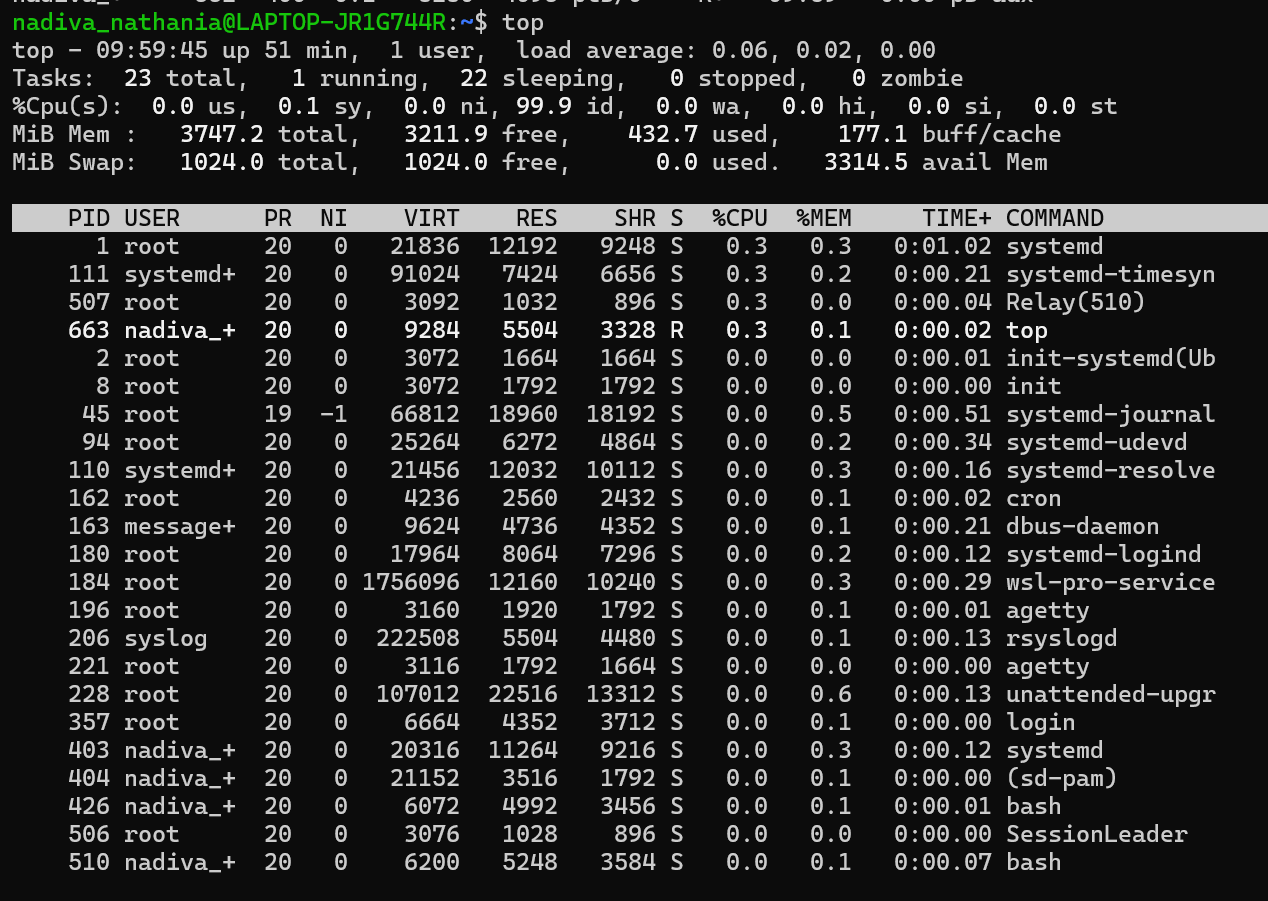 nadiva_nathania@LAPTOP-JR1G744R:~$ top
top - 09:59:45 up 51 min,  1 user,  load average: 0.06, 0.02, 0.00
Tasks:  23 total,   1 running,  22 sleeping,   0 stopped,   0 zombie
%Cpu(s):  0.0 us,  0.1 sy,  0.0 ni, 99.9 id,  0.0 wa,  0.0 hi,  0.0 si,  0.0 st
MiB Mem :   3747.2 total,   3211.9 free,    432.7 used,    177.1 buff/cache
MiB Swap:   1024.0 total,   1024.0 free,      0.0 used.   3314.5 avail Mem
    PID USER      PR  NI    VIRT    RES    SHR S  %CPU  %MEM     TIME+ COMMAND
      1 root      20   0   21836  12192   9248 S   0.3   0.3   0:01.02 systemd
    111 systemd+  20   0   91024   7424   6656 S   0.3   0.2   0:00.21 systemd-timesyn
    507 root      20   0    3092   1032    896 S   0.3   0.0   0:00.04 Relay(510)
    663 nadiva_+  20   0    9284   5504   3328 R   0.3   0.1   0:00.02 top
      2 root      20   0    3072   1664   1664 S   0.0   0.0   0:00.01 init-systemd(Ub
      8 root      20   0    3072   1792   1792 S   0.0   0.0   0:00.00 init
     45 root      19  -1   66812  18960  18192 S   0.0   0.5   0:00.51 systemd-journal
     94 root      20   0   25264   6272   4864 S   0.0   0.2   0:00.34 systemd-udevd
    110 systemd+  20   0   21456  12032  10112 S   0.0   0.3   0:00.16 systemd-resolve
    162 root      20   0    4236   2560   2432 S   0.0   0.1   0:00.02 cron
    163 message+  20   0    9624   4736   4352 S   0.0   0.1   0:00.21 dbus-daemon
    180 root      20   0   17964   8064   7296 S   0.0   0.2   0:00.12 systemd-logind
    184 root      20   0 1756096  12160  10240 S   0.0   0.3   0:00.29 wsl-pro-service
    196 root      20   0    3160   1920   1792 S   0.0   0.1   0:00.01 agetty
    206 syslog    20   0  222508   5504   4480 S   0.0   0.1   0:00.13 rsyslogd
    221 root      20   0    3116   1792   1664 S   0.0   0.0   0:00.00 agetty
    228 root      20   0  107012  22516  13312 S   0.0   0.6   0:00.13 unattended-upgr
    357 root      20   0    6664   4352   3712 S   0.0   0.1   0:00.00 login
    403 nadiva_+  20   0   20316  11264   9216 S   0.0   0.3   0:00.12 systemd
    404 nadiva_+  20   0   21152   3516   1792 S   0.0   0.1   0:00.00 (sd-pam)
    426 nadiva_+  20   0    6072   4992   3456 S   0.0   0.1   0:00.01 bash
    506 root      20   0    3076   1028    896 S   0.0   0.0   0:00.00 SessionLeader
    510 nadiva_+  20   0    6200   5248   3584 S   0.0   0.1   0:00.07 bash